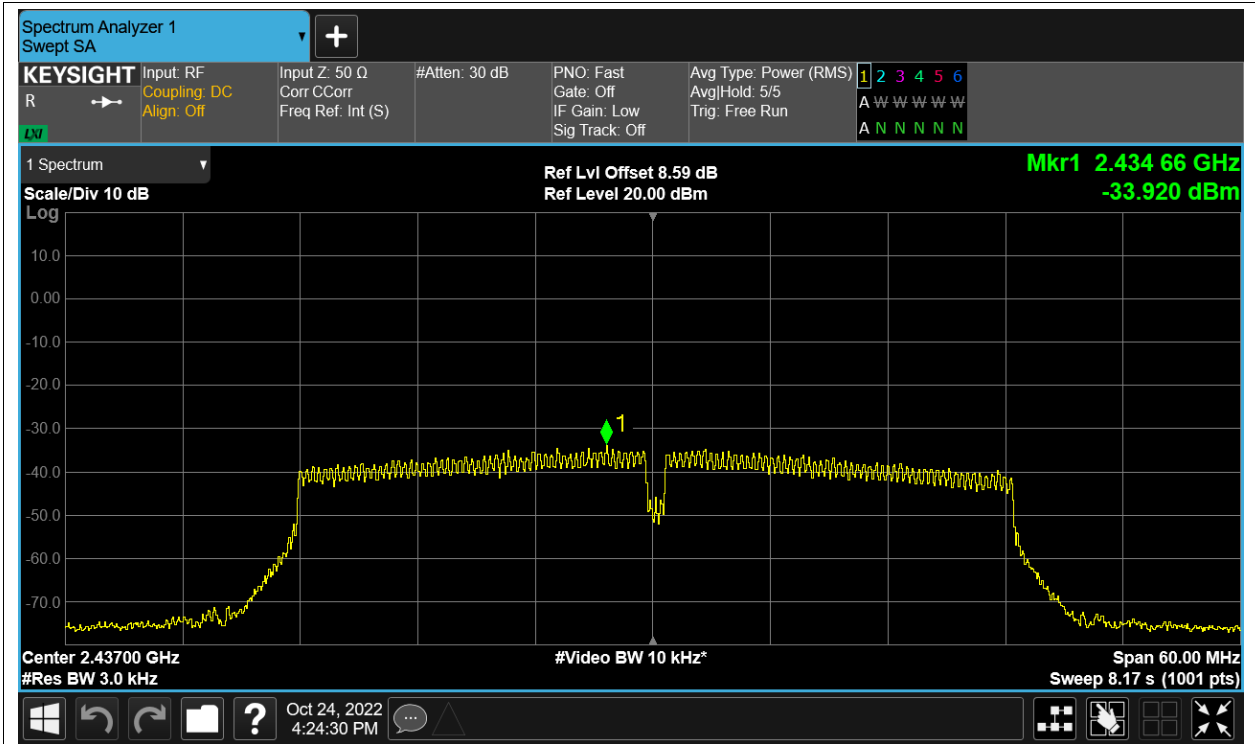 Spectrum Analyzer 1
Swept SA
KEYSIGHT
R
LXI
Input: RF
Coupling: DC
Align: Off
Input Z: 50 Ω
Corr CCorr
Freq Ref: Int (S)
#Atten: 30 dB
PNO: Fast
Gate: Off
IF Gain: Low
Sig Track: Off
Avg Type: Power (RMS)
Avg|Hold: 5/5
Trig: Free Run
1 2 3 4 5 6
A W W W W W
A N N N N N
1 Spectrum
Scale/Div 10 dB
Log
Ref Lvl Offset 8.59 dB
Ref Level 20.00 dBm
Mkr1 2.434 66 GHz
-33.920 dBm
10.0
0.00
-10.0
-20.0
-30.0
1
-40.0
-50.0
-60.0
-70.0
Center 2.43700 GHz
#Video BW 10 kHz*
Span 60.00 MHz
#Res BW 3.0 kHz
Sweep 8.17 s (1001 pts)
?
Oct 24, 2022
4:24:30 PM